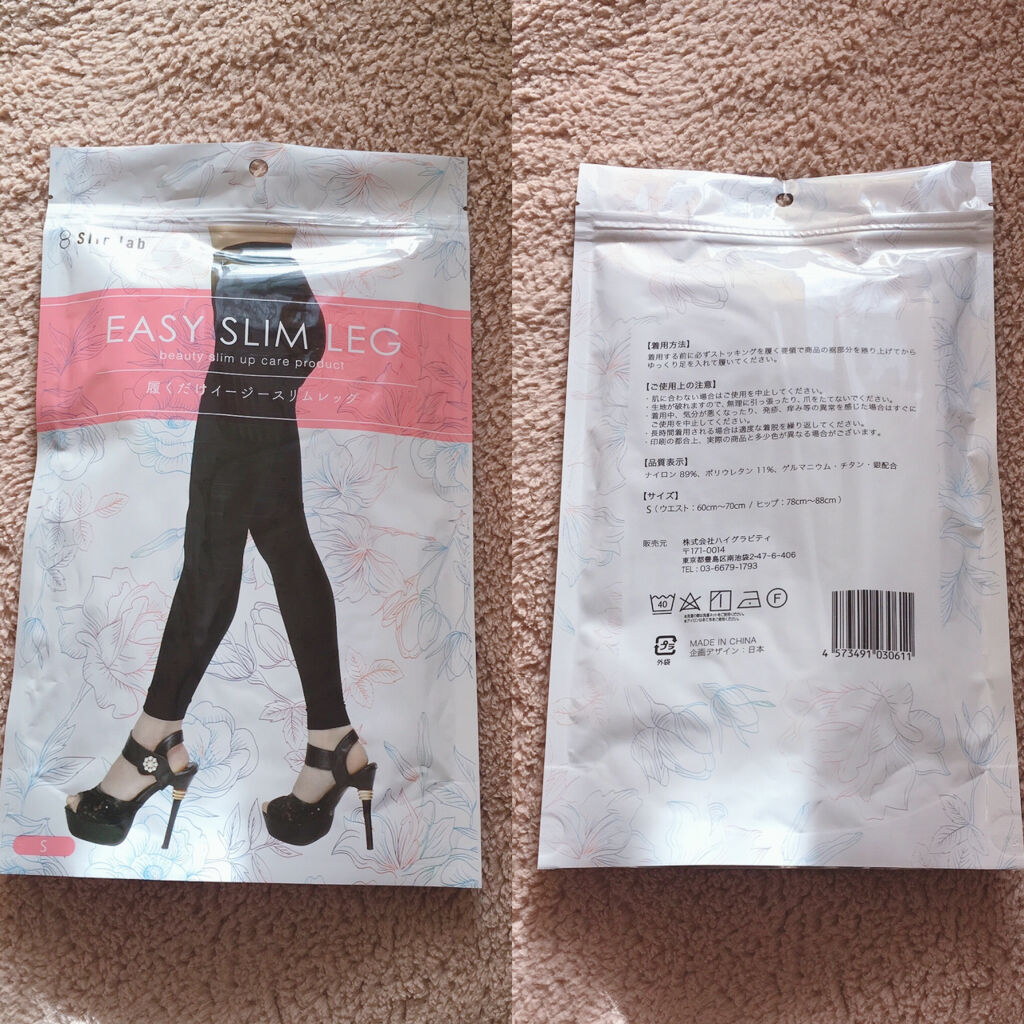 Slim lab
EASY SLIM LEG
beauty slim up care product
履くだけイージースリムレッグ
S
【着用方法】
着用する前に必ずストッキングを履く要領で商品の裾部分を捲り上げてから
ゆっくり足を入れて履いてください。
【ご使用上の注意】
・肌に合わない場合はご使用を中止してください。
・生地が破れますので、無理に引っ張ったり、爪をたてないでください。
・着用中、気分が悪くなったり、発疹、痒み等の異常を感じた場合はすぐに
ご使用を中止してください。
・長時間着用される場合は適度な着脱を繰り返してください。
・印刷の都合上、実際の商品と多少色が異なる場合がございます。
【品質表示】
ナイロン 89%、ポリウレタン 11%、ゲルマニウム・チタン・銀配合
【サイズ】
S（ウエスト：60cm〜70cm / ヒップ：78cm〜88cm）
販売元 株式会社ハイグラビティ
〒171-0014
東京都豊島区南池袋2-47-6-406
TEL : 03-6679-1793
40 F
プラ
外袋
MADE IN CHINA
企画デザイン：日本
4 573491 030611